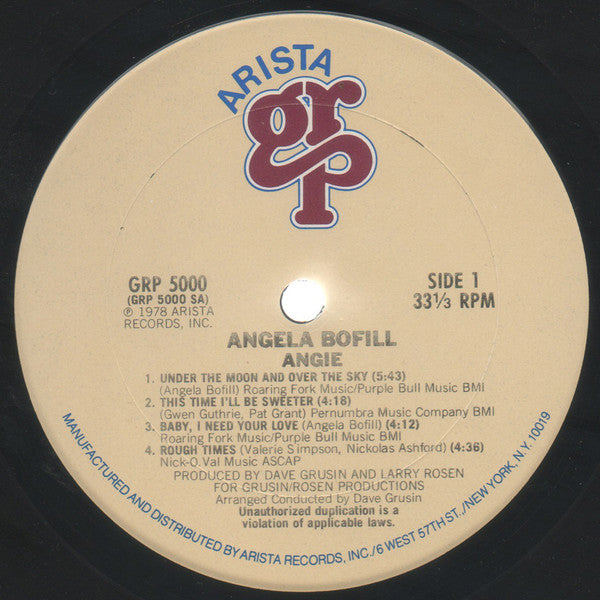 ARISTA
grp
GRP 5000
(GRP 5000 SA)
℗ 1978 ARISTA
RECORDS, INC.
SIDE 1
33⅓ RPM
ANGELA BOFILL
ANGIE
1. UNDER THE MOON AND OVER THE SKY (5:43)
(Angela Bofill) Roaring Fork Music/Purple Bull Music BMI
2. THIS TIME I'LL BE SWEETER (4:18)
(Gwen Guthrie, Pat Grant) Pernumbra Music Company BMI
3. BABY, I NEED YOUR LOVE (Angela Bofill) (4:12)
Roaring Fork Music/Purple Bull Music BMI
4. ROUGH TIMES (Valerie Simpson, Nickolas Ashford) (4:36)
Nick-O.Val Music ASCAP
PRODUCED BY DAVE GRUSIN AND LARRY ROSEN
FOR GRUSIN/ROSEN PRODUCTIONS
Arranged Conducted by Dave Grusin
Unauthorized duplication is a
violation of applicable laws.
MANUFACTURED AND DISTRIBUTED BY ARISTA RECORDS, INC./6 WEST 57TH ST./NEW YORK, N.Y. 10019